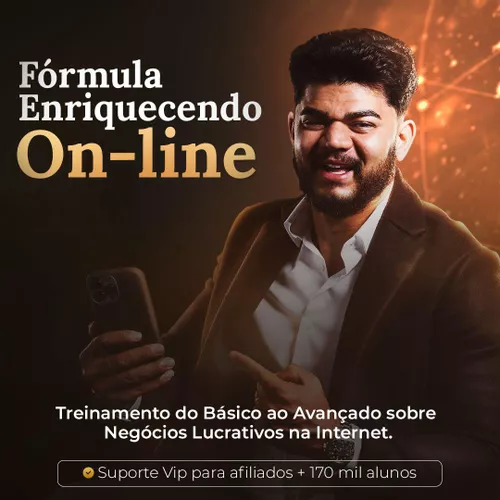 Fórmula
Enriquecendo
On-line
Treinamento do Básico ao Avançado sobre
Negócios Lucrativos na Internet.
Suporte Vip para afiliados + 170 mil alunos